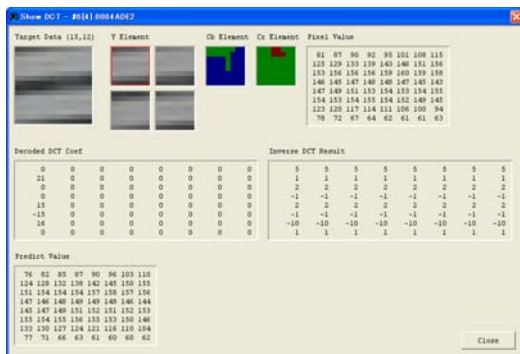 Show DCT - #6[4]:0004ADE2
Target Data (15,12) Y Element Cb Element Cr Element Pixel Value
81 87 90 92 95 101 108 115
125 129 133 139 143 146 151 156
153 156 156 156 159 160 159 158
146 145 147 148 148 147 145 143
147 149 151 153 154 153 154 155
154 153 154 155 154 152 149 145
123 120 117 114 111 106 100 94
78 72 67 64 62 61 61 63
Decoded DCT Coef Inverse DCT Result
0 0 0 0 0 0 0 0 5 5 5 5 5 5 5 5
21 0 0 0 0 0 0 0 1 1 1 1 1 1 1 1
0 0 0 0 0 0 0 0 2 2 2 2 2 2 2 2
0 0 0 0 0 0 0 0 -1 -1 -1 -1 -1 -1 -1 -1
15 0 0 0 0 0 0 0 2 2 2 2 2 2 2 2
-15 0 0 0 0 0 0 0 -1 -1 -1 -1 -1 -1 -1 -1
16 0 0 0 0 0 0 0 -10 -10 -10 -10 -10 -10 -10 -10
0 0 0 0 0 0 0 0 1 1 1 1 1 1 1 1
Predict Value
76 82 85 87 90 96 103 110
124 128 132 138 142 145 150 155
151 154 154 154 157 158 157 156
147 146 148 149 149 148 146 144
145 147 149 151 152 151 152 153
155 154 155 156 155 153 150 146
133 130 127 124 121 116 110 104
77 71 66 63 61 60 60 62
Close